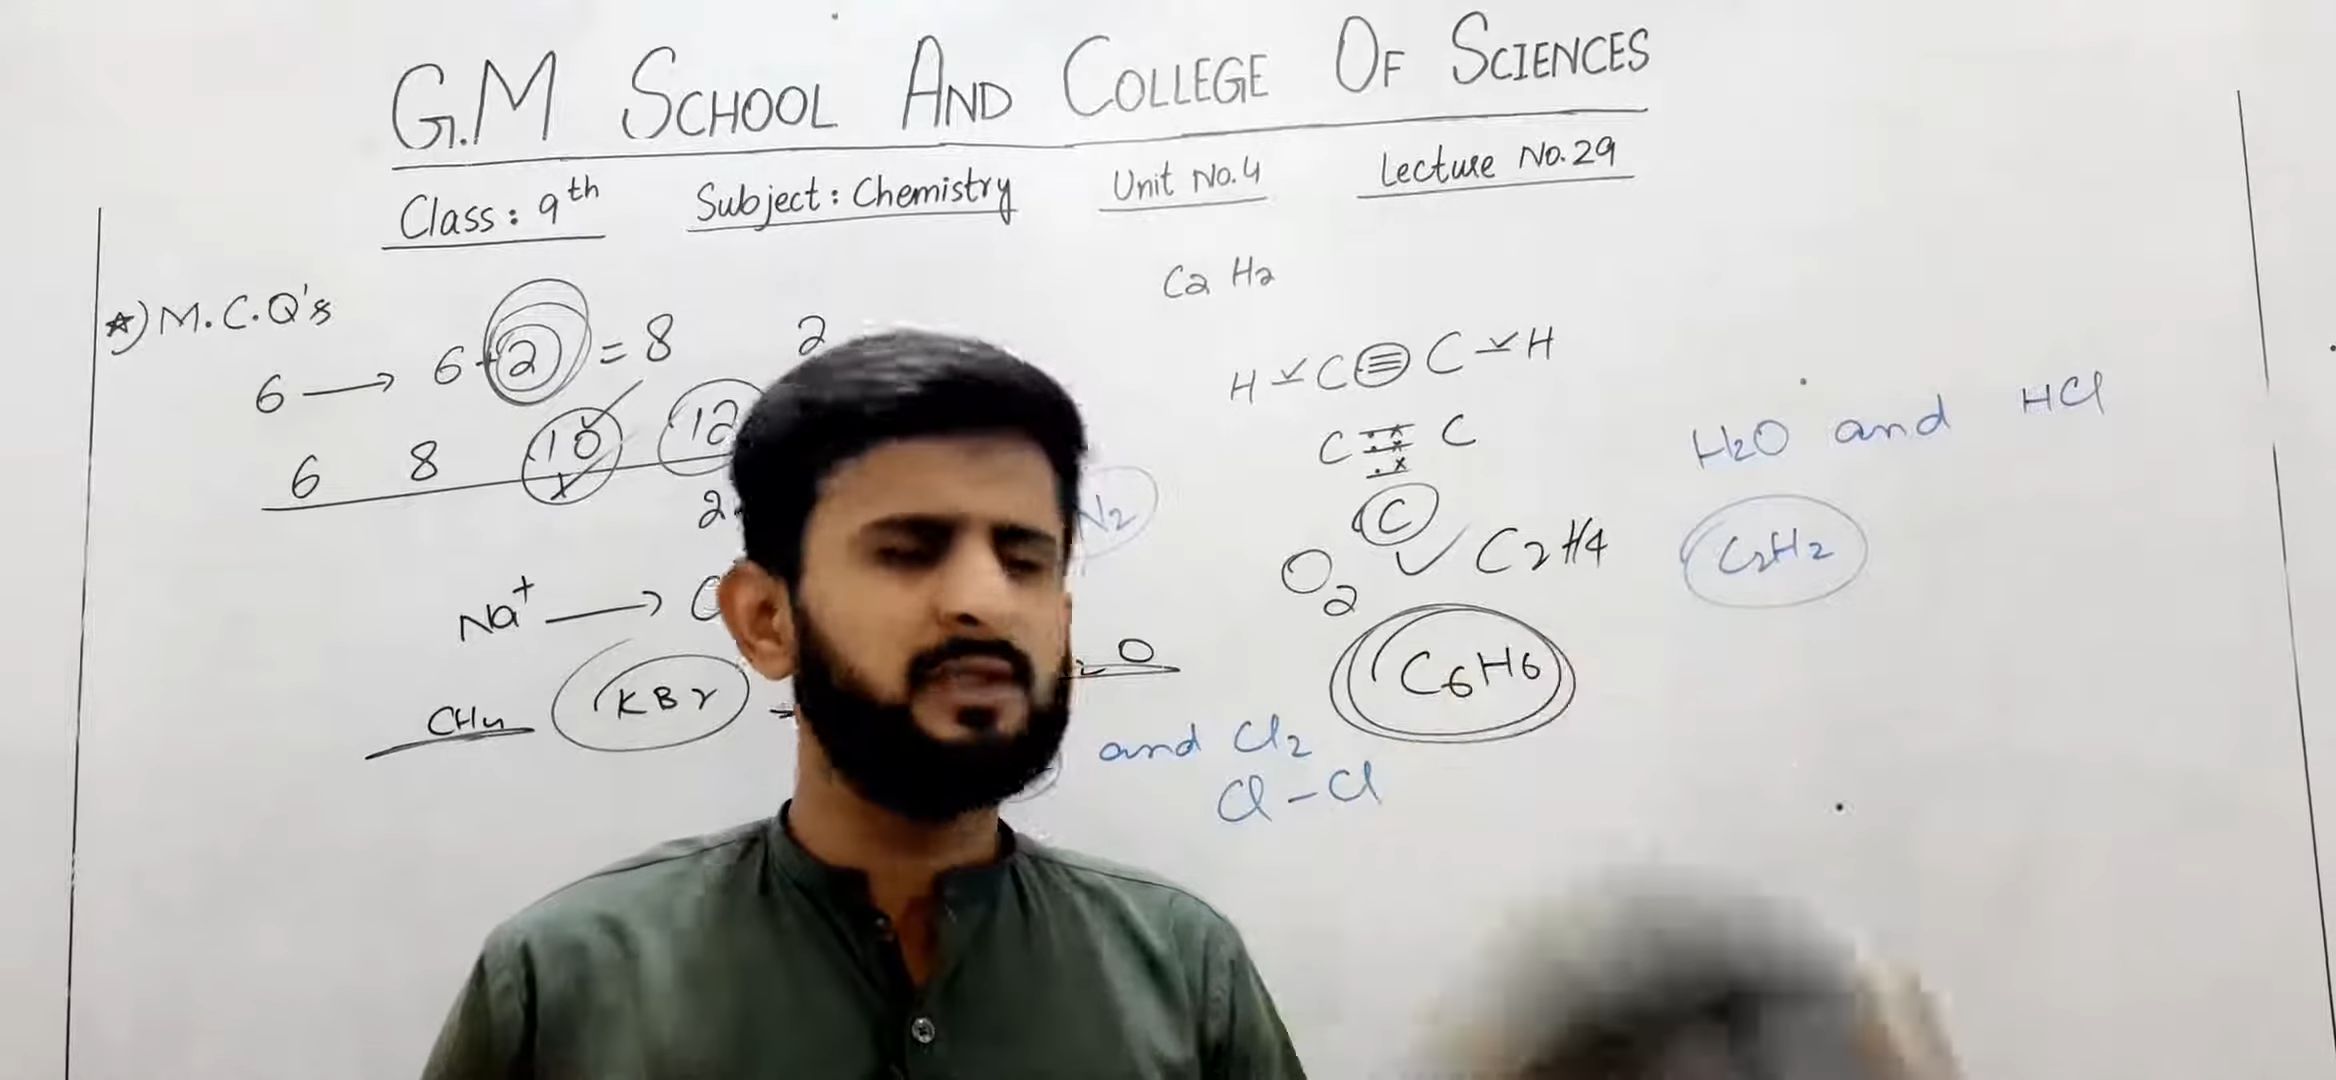 G.M SCHOOL AND COLLEGE OF SCIENCES
Class: 9th Subject: Chemistry Unit No.4 Lecture No.29
C2 H2
*) M.C.Q's
6 → 6+2 = 8 2
H-C≡C-H
6 8 10 12
C≡C
H2O and HCl
2
N2
C
O2 C2H4
C2H2
Na+ →
O
CH4 KBr
C6H6
and Cl2
Cl-Cl